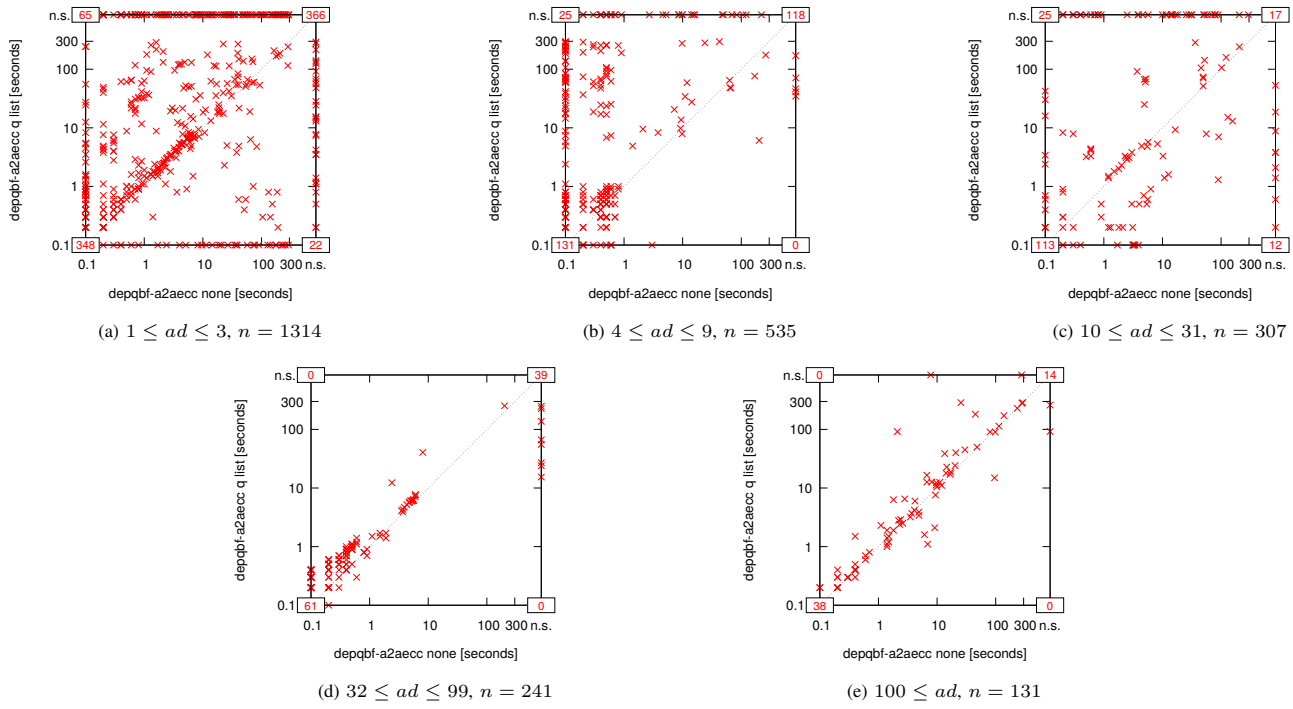 n.s.
65
366
300
100
10
1
0.1
348
22
0.1 1 10 100 300 n.s.
depqbf-a2aecc q list [seconds]
depqbf-a2aecc none [seconds]
(a) 1 ≤ ad ≤ 3, n = 1314
n.s.
25
118
300
100
10
1
0.1
131
0
0.1 1 10 100 300 n.s.
depqbf-a2aecc q list [seconds]
depqbf-a2aecc none [seconds]
(b) 4 ≤ ad ≤ 9, n = 535
n.s.
25
17
300
100
10
1
0.1
113
12
0.1 1 10 100 300 n.s.
depqbf-a2aecc q list [seconds]
depqbf-a2aecc none [seconds]
(c) 10 ≤ ad ≤ 31, n = 307
n.s.
0
39
300
100
10
1
0.1
61
0
0.1 1 10 100 300 n.s.
depqbf-a2aecc q list [seconds]
depqbf-a2aecc none [seconds]
(d) 32 ≤ ad ≤ 99, n = 241
n.s.
0
14
300
100
10
1
0.1
38
0
0.1 1 10 100 300 n.s.
depqbf-a2aecc q list [seconds]
depqbf-a2aecc none [seconds]
(e) 100 ≤ ad, n = 131